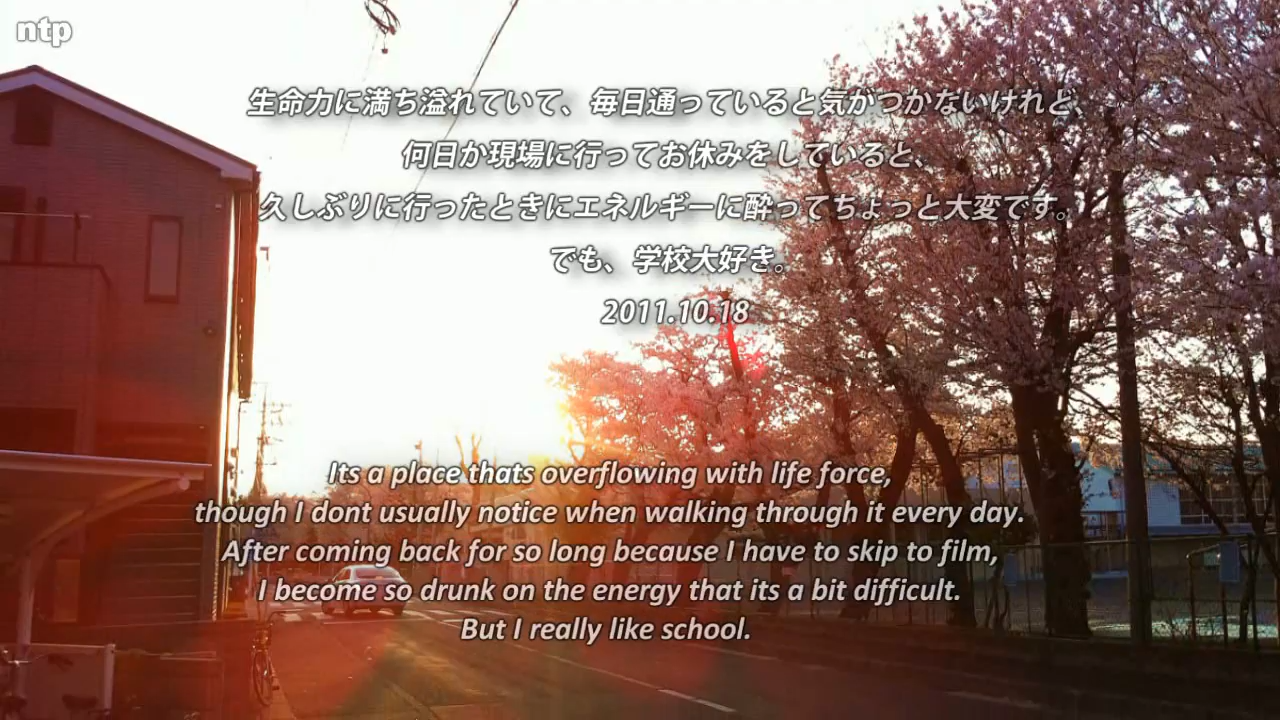 ntp
生命力に満ち溢れていて、毎日通っていると気がつかないけれど、
何日か現場に行ってお休みをしていると、
久しぶりに行ったときにエネルギーに酔ってちょっと大変です。
でも、学校大好き。
2011.10.18
Its a place thats overflowing with life force,
though I dont usually notice when walking through it every day.
After coming back for so long because I have to skip to film,
I become so drunk on the energy that its a bit difficult.
But I really like school.